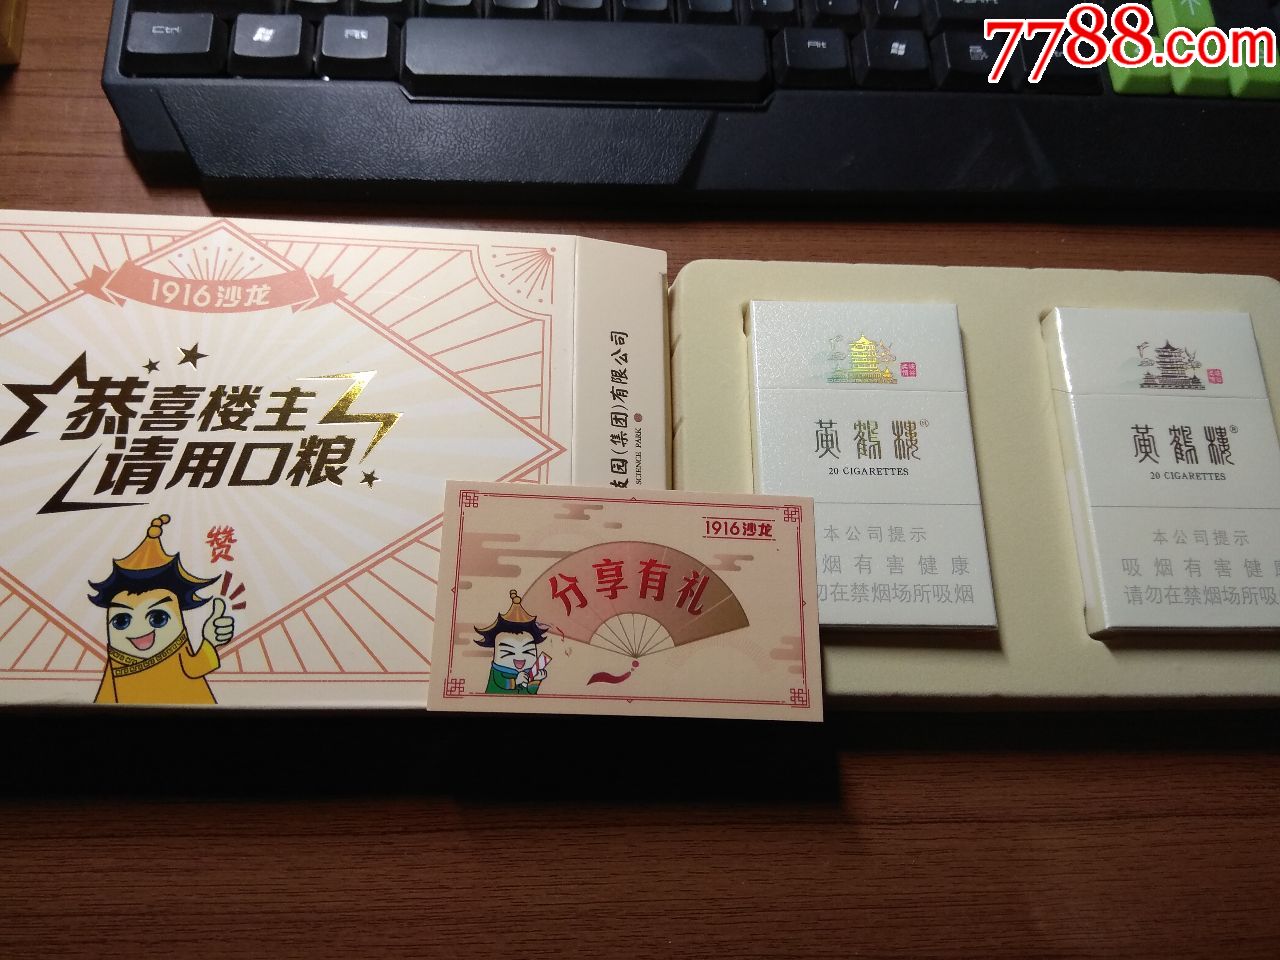 7788.com
Ctrl
Alt
Alt
1916沙龙
恭喜楼主
请用口粮
赞
园(集团)有限公司
SCIENCE PARK
1916沙龙
分享有礼
黄鹤楼
20 CIGARETTES
本公司提示
烟有害健康
勿在禁烟场所吸烟
黄鹤楼®
20 CIGARETTES
本公司提示
吸烟有害健
请勿在禁烟场所吸